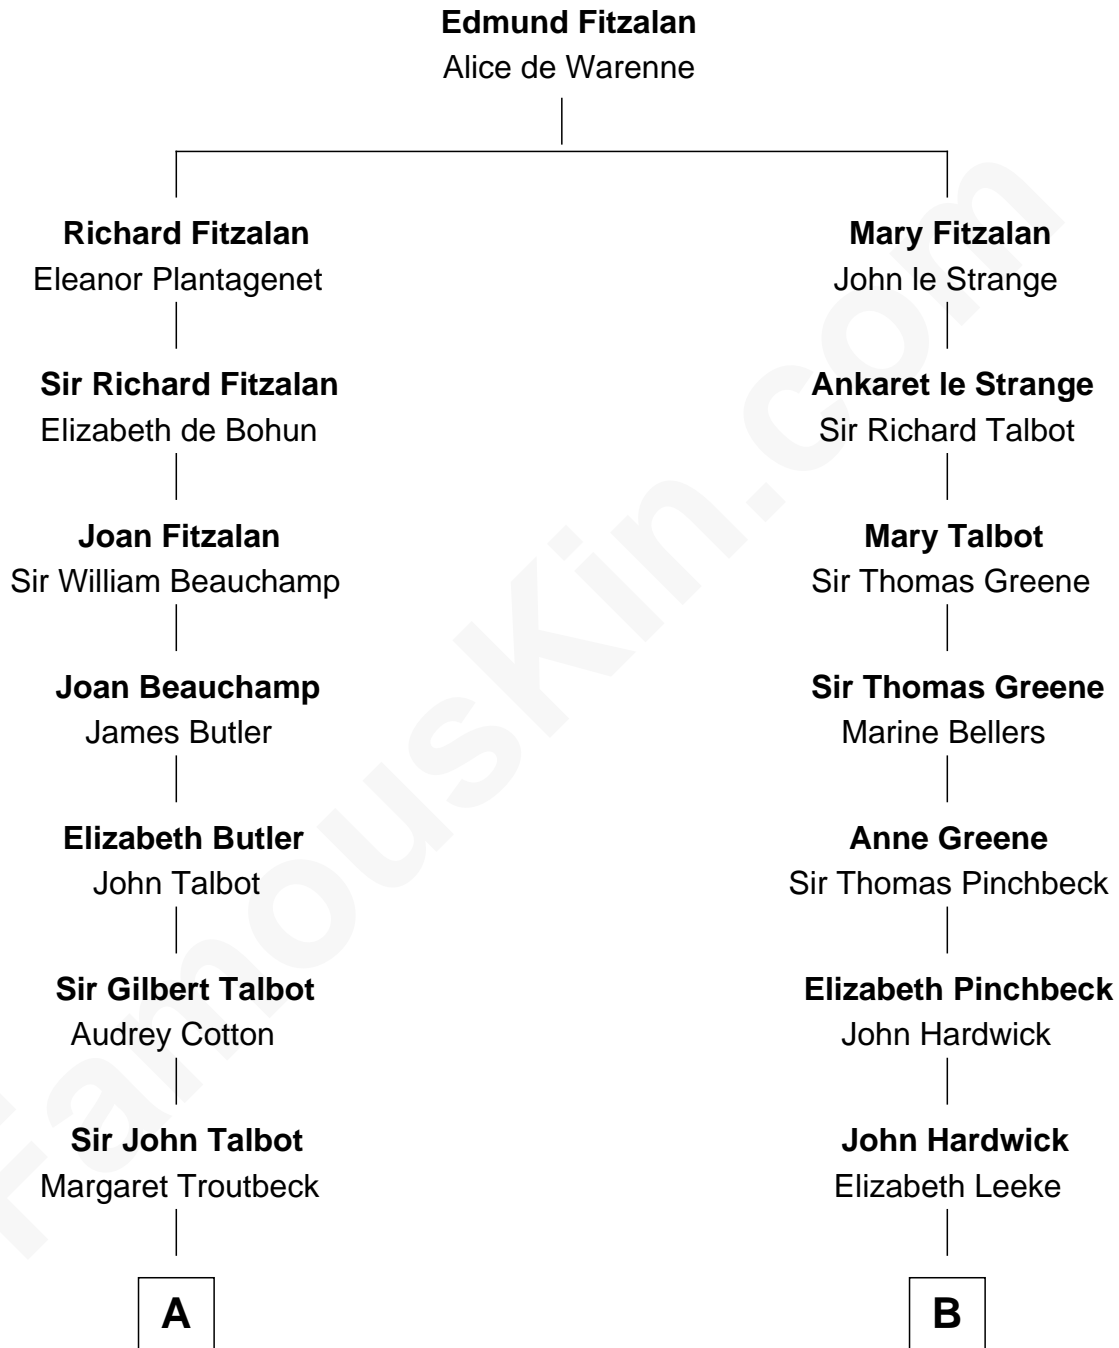 Edmund Fitzalan
Alice de Warenne
Richard Fitzalan
Eleanor Plantagenet
Mary Fitzalan
John le Strange
Sir Richard Fitzalan
Elizabeth de Bohun
Ankaret le Strange
Sir Richard Talbot
Joan Fitzalan
Sir William Beauchamp
Mary Talbot
Sir Thomas Greene
Joan Beauchamp
James Butler
Sir Thomas Greene
Marine Bellers
Elizabeth Butler
John Talbot
Anne Greene
Sir Thomas Pinchbeck
Sir Gilbert Talbot
Audrey Cotton
Elizabeth Pinchbeck
John Hardwick
Sir John Talbot
Margaret Troutbeck
John Hardwick
Elizabeth Leeke
A
B
FamousKin.com